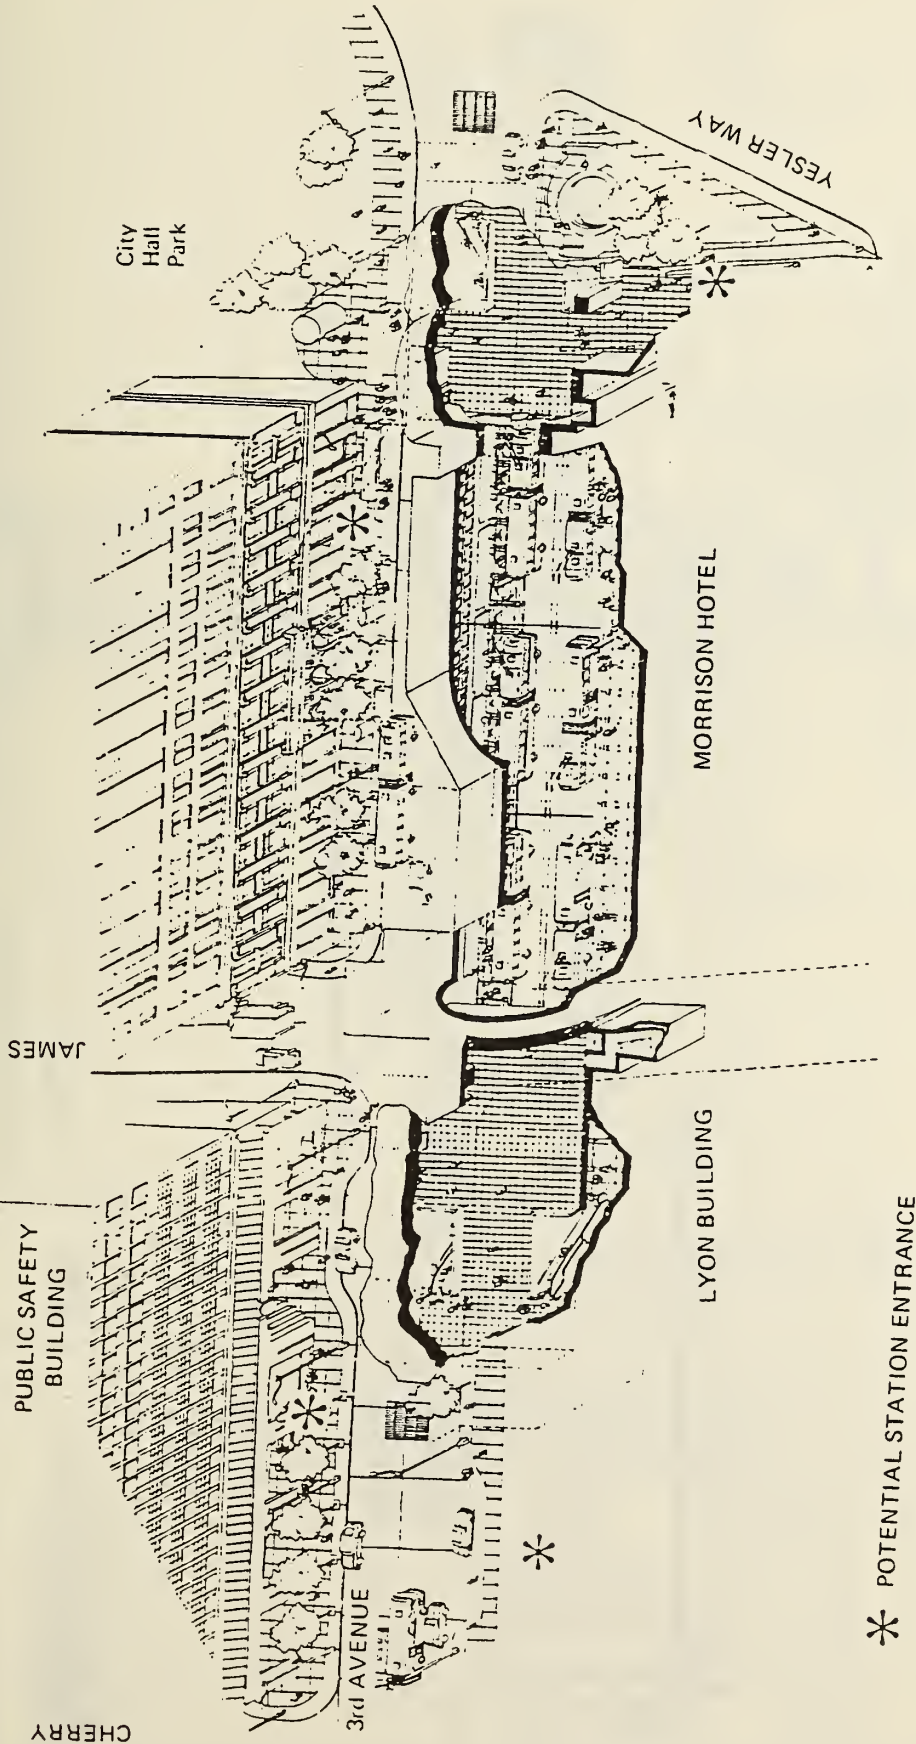 CHERRY
PUBLIC SAFETY
BUILDING
JAMES
City
Hall
Park
3rd AVENUE
LYON BUILDING
MORRISON HOTEL
YESLER WAY
POTENTIAL STATION ENTRANCE